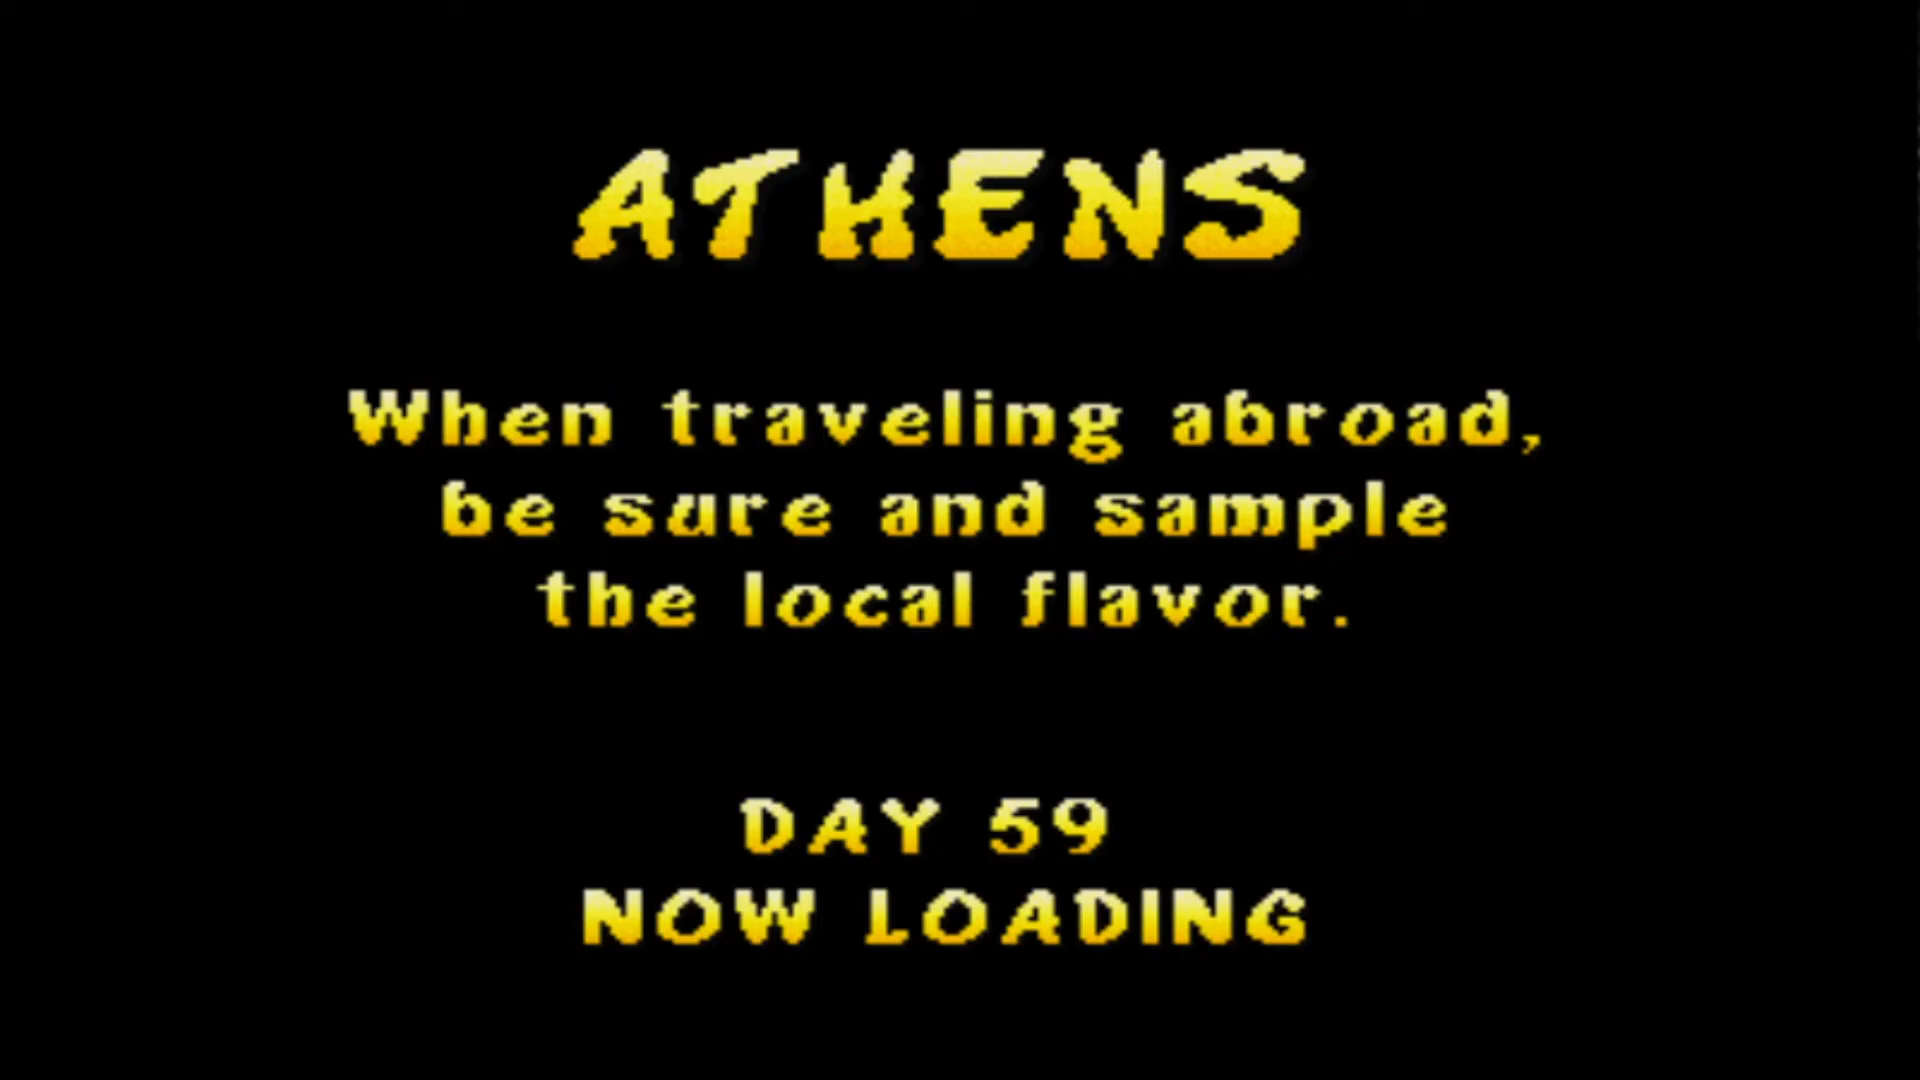 ATHENS
When traveling abroad,
be sure and sample
the local flavor.
DAY 59
NOW LOADING